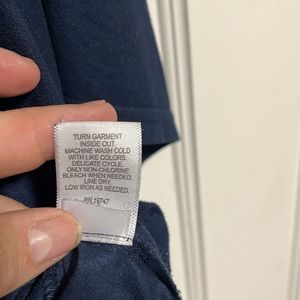 TURN GARMENT
INSIDE OUT.
MACHINE WASH COLD
WITH LIKE COLORS.
DELICATE CYCLE.
ONLY NON-CHLORINE
BLEACH WHEN NEEDED.
LINE DRY.
LOW IRON AS NEEDED.
P/N 19747